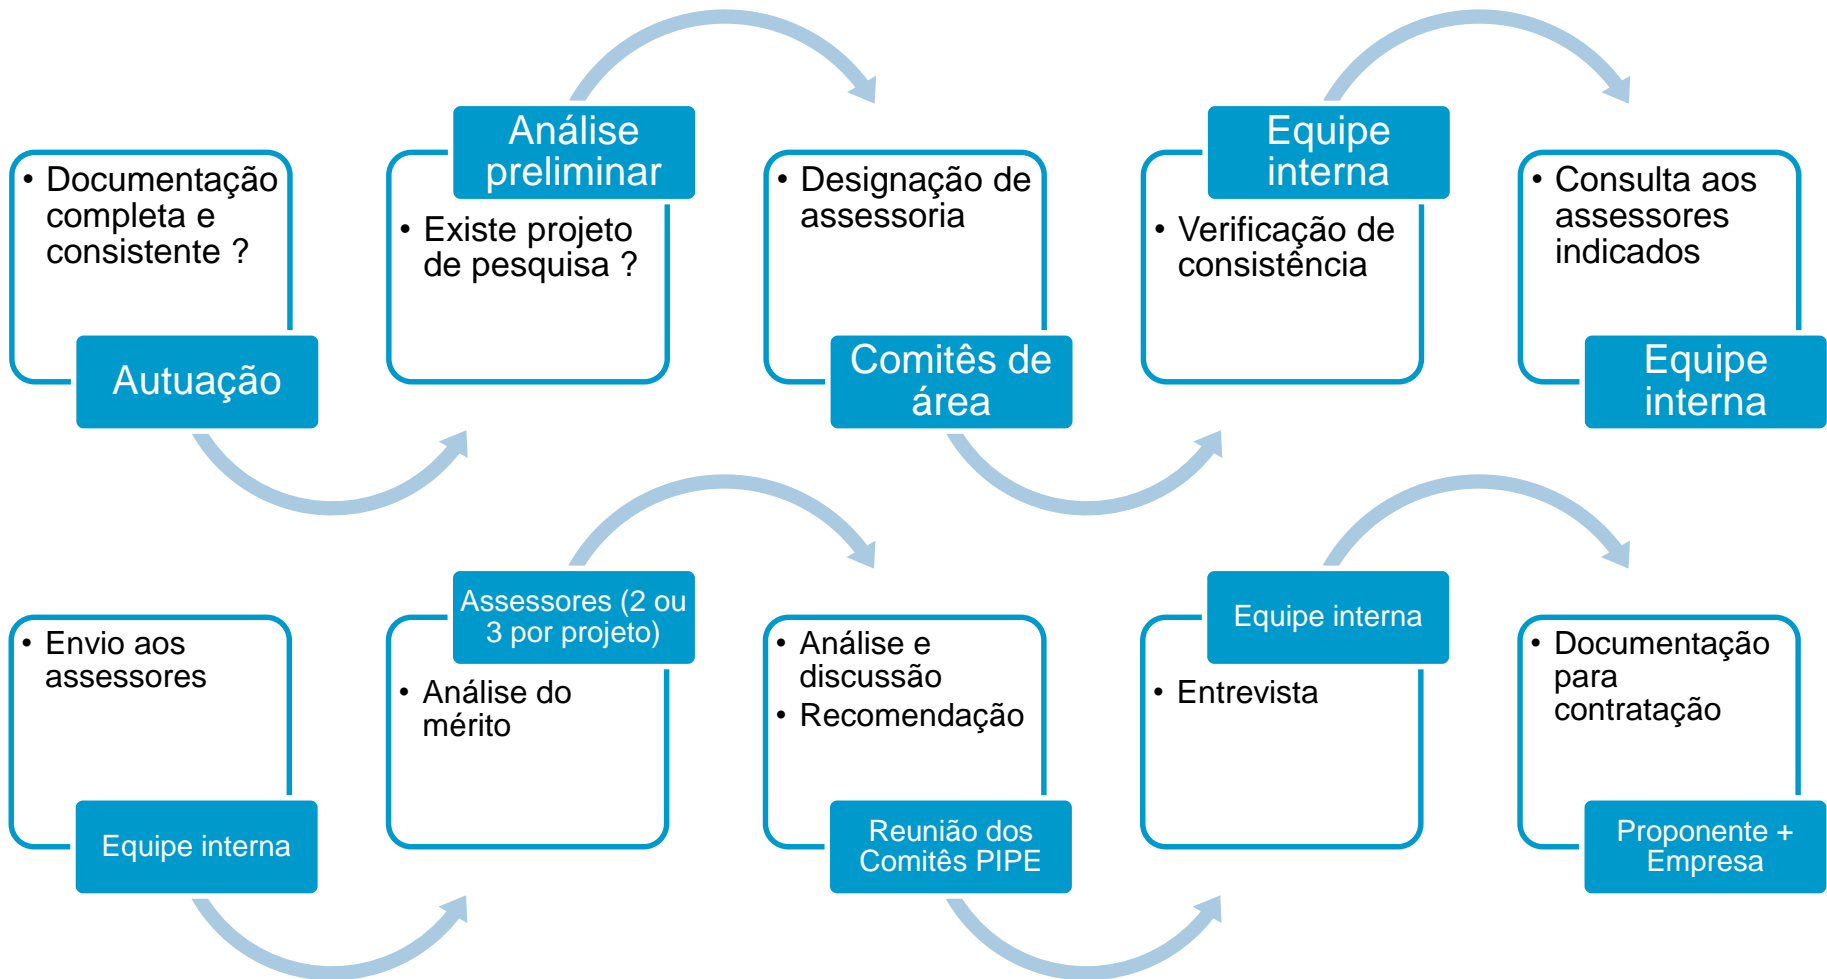 • Documentação
completa e
consistente ?
Autuação
Análise
preliminar
• Existe projeto
de pesquisa ?
• Designação de
assessoria
Comitês de
área
Equipe
interna
• Verificação de
consistência
• Consulta aos
assessores
indicados
Equipe
interna
• Envio aos
assessores
Equipe interna
Assessores (2 ou
3 por projeto)
• Análise do
mérito
• Análise e
discussão
• Recomendação
Reunião dos
Comitês PIPE
Equipe interna
• Entrevista
• Documentação
para
contratação
Proponente +
Empresa